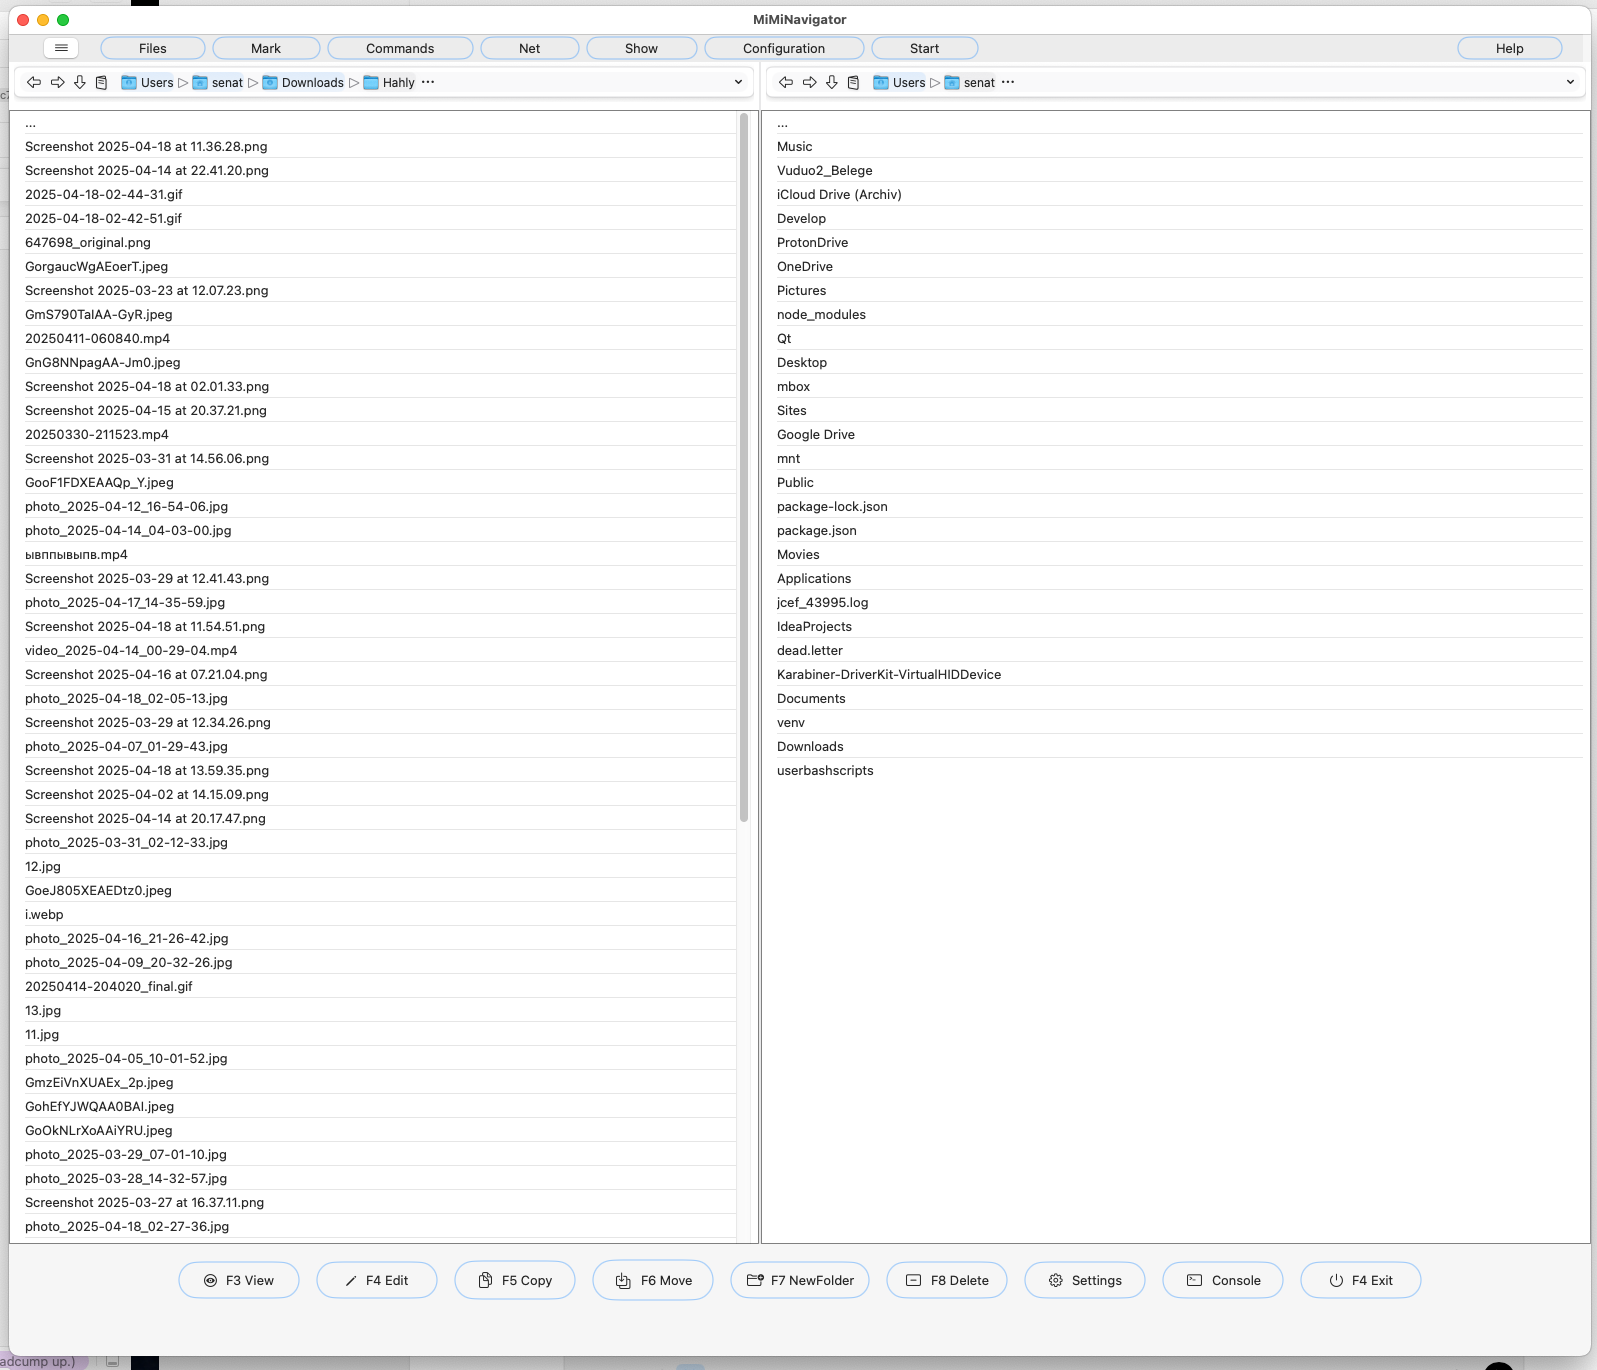 MiMiNavigator
Files Mark Commands Net Show Configuration Start Help
Users ▷ senat ▷ Downloads ▷ Hahly ···
Users ▷ senat ···
...
Screenshot 2025-04-18 at 11.36.28.png
Screenshot 2025-04-14 at 22.41.20.png
2025-04-18-02-44-31.gif
2025-04-18-02-42-51.gif
647698_original.png
GorgaucWgAEoerT.jpeg
Screenshot 2025-03-23 at 12.07.23.png
GmS790TaIAA-GyR.jpeg
20250411-060840.mp4
GnG8NNpagAA-Jm0.jpeg
Screenshot 2025-04-18 at 02.01.33.png
Screenshot 2025-04-15 at 20.37.21.png
20250330-211523.mp4
Screenshot 2025-03-31 at 14.56.06.png
GooF1FDXEAAQp_Y.jpeg
photo_2025-04-12_16-54-06.jpg
photo_2025-04-14_04-03-00.jpg
ывппывыпв.mp4
Screenshot 2025-03-29 at 12.41.43.png
photo_2025-04-17_14-35-59.jpg
Screenshot 2025-04-18 at 11.54.51.png
video_2025-04-14_00-29-04.mp4
Screenshot 2025-04-16 at 07.21.04.png
photo_2025-04-18_02-05-13.jpg
Screenshot 2025-03-29 at 12.34.26.png
photo_2025-04-07_01-29-43.jpg
Screenshot 2025-04-18 at 13.59.35.png
Screenshot 2025-04-02 at 14.15.09.png
Screenshot 2025-04-14 at 20.17.47.png
photo_2025-03-31_02-12-33.jpg
12.jpg
GoeJ805XEAEDtz0.jpeg
i.webp
photo_2025-04-16_21-26-42.jpg
photo_2025-04-09_20-32-26.jpg
20250414-204020_final.gif
13.jpg
11.jpg
photo_2025-04-05_10-01-52.jpg
GmzEiVnXUAEx_2p.jpeg
GohEfYJWQAA0BAI.jpeg
GoOkNLrXoAAiYRU.jpeg
photo_2025-03-29_07-01-10.jpg
photo_2025-03-28_14-32-57.jpg
Screenshot 2025-03-27 at 16.37.11.png
photo_2025-04-18_02-27-36.jpg
...
Music
Vuduo2_Belege
iCloud Drive (Archiv)
Develop
ProtonDrive
OneDrive
Pictures
node_modules
Qt
Desktop
mbox
Sites
Google Drive
mnt
Public
package-lock.json
package.json
Movies
Applications
jcef_43995.log
IdeaProjects
dead.letter
Karabiner-DriverKit-VirtualHIDDevice
Documents
venv
Downloads
userbashscripts
F3 View F4 Edit F5 Copy F6 Move F7 NewFolder F8 Delete Settings Console F4 Exit
adcump up.)